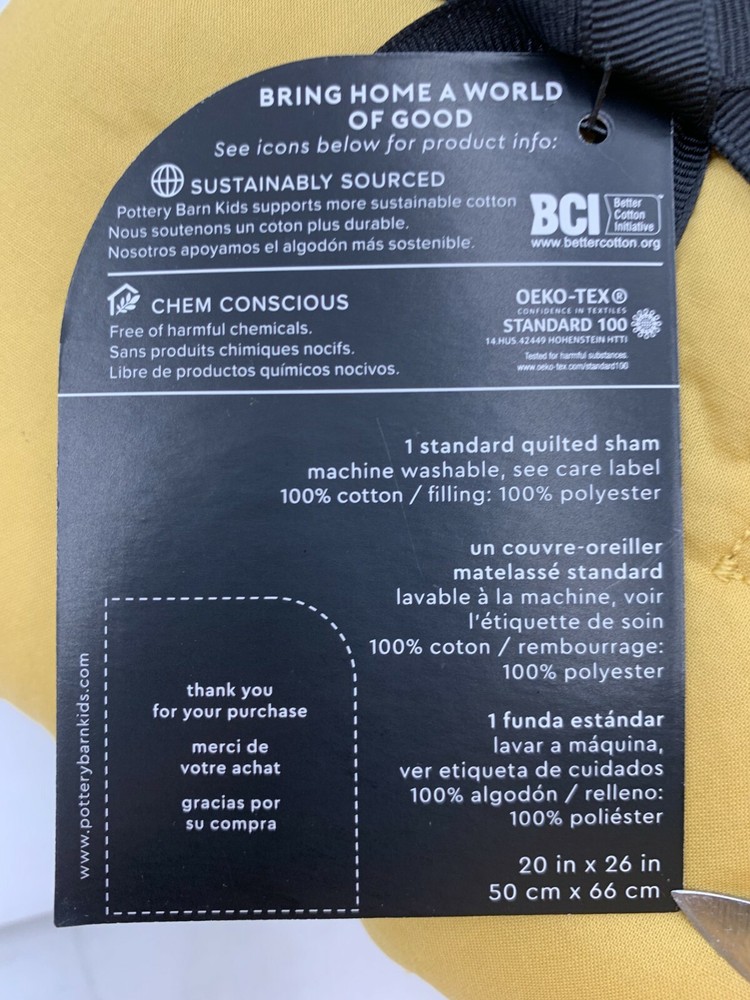 BRING HOME A WORLD
OF GOOD
See icons below for product info:
SUSTAINABLY SOURCED
Pottery Barn Kids supports more sustainable cotton
Nous soutenons un coton plus durable.
Nosotros apoyamos el algodón más sostenible.
BCI
Better
Cotton
Initiative
www.bettercotton.org
CHEM CONSCIOUS
Free of harmful chemicals.
Sans produits chimiques nocifs.
Libre de productos químicos nocivos.
OEKO-TEX®
CONFIDENCE IN TEXTILES
STANDARD 100
14.HUS.42449 HOHENSTEIN HTTI
Tested for harmful substances.
www.oeko-tex.com/standard100
1 standard quilted sham
machine washable, see care label
100% cotton / filling: 100% polyester
un couvre-oreiller
matelassé standard
lavable à la machine, voir
l'étiquette de soin
100% coton / rembourrage:
100% polyester
1 funda estándar
lavar a máquina,
ver etiqueta de cuidados
100% algodón / relleno:
100% poliéster
20 in x 26 in
50 cm x 66 cm
thank you
for your purchase
merci de
votre achat
gracias por
su compra
www.potterybarnkids.com